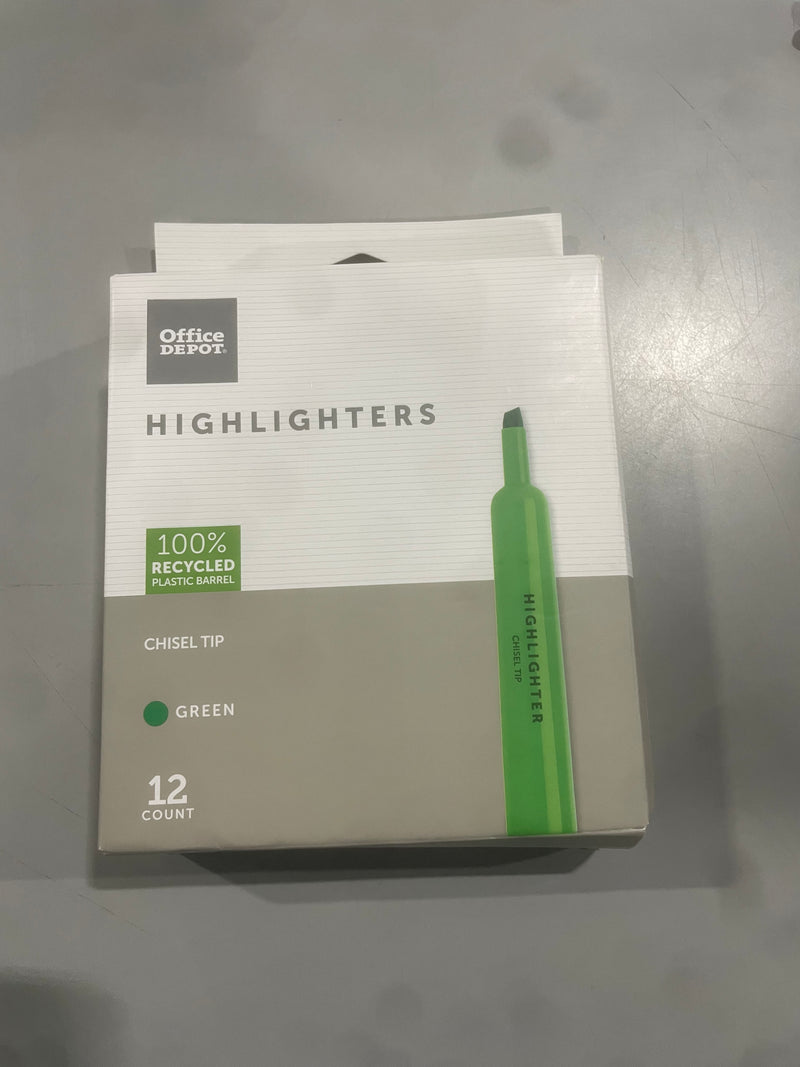 Office
DEPOT®
HIGHLIGHTERS
100%
RECYCLED
PLASTIC BARREL
CHISEL TIP
GREEN
12
COUNT
HIGHLIGHTER
CHISEL TIP